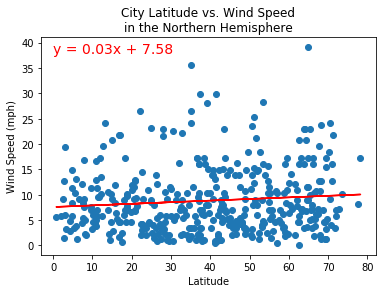 City Latitude vs. Wind Speed
in the Northern Hemisphere
y = 0.03x + 7.58
Wind Speed (mph)
40
35
30
25
20
15
10
5
0
0 10 20 30 40 50 60 70 80
Latitude